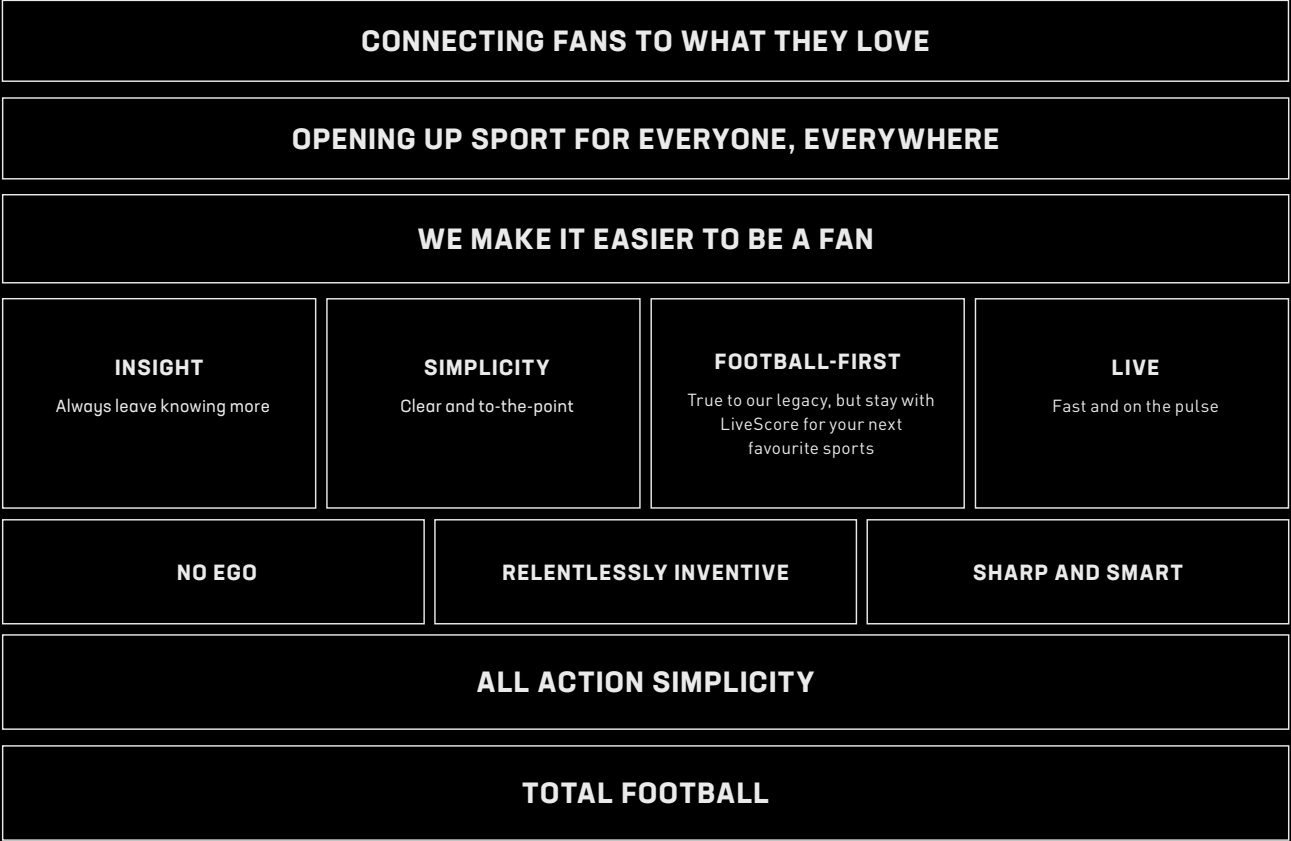 CONNECTING FANS TO WHAT THEY LOVE
OPENING UP SPORT FOR EVERYONE, EVERYWHERE
WE MAKE IT EASIER TO BE A FAN
INSIGHT
Always leave knowing more
SIMPLICITY
Clear and to-the-point
FOOTBALL-FIRST
True to our legacy, but stay with
LiveScore for your next
favourite sports
LIVE
Fast and on the pulse
NO EGO
RELENTLESSLY INVENTIVE
SHARP AND SMART
ALL ACTION SIMPLICITY
TOTAL FOOTBALL